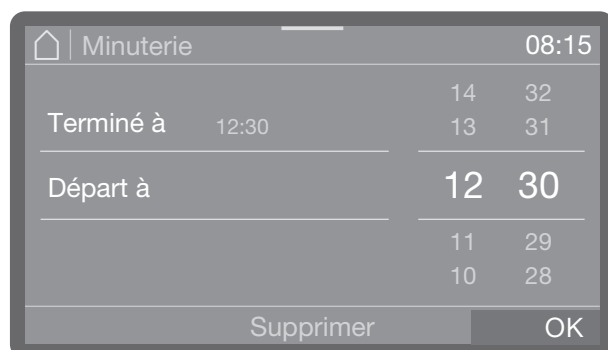 Minuterie 08:15
14 32
Terminé à 12:30 13 31
Départ à 12 30
11 29
10 28
Supprimer OK